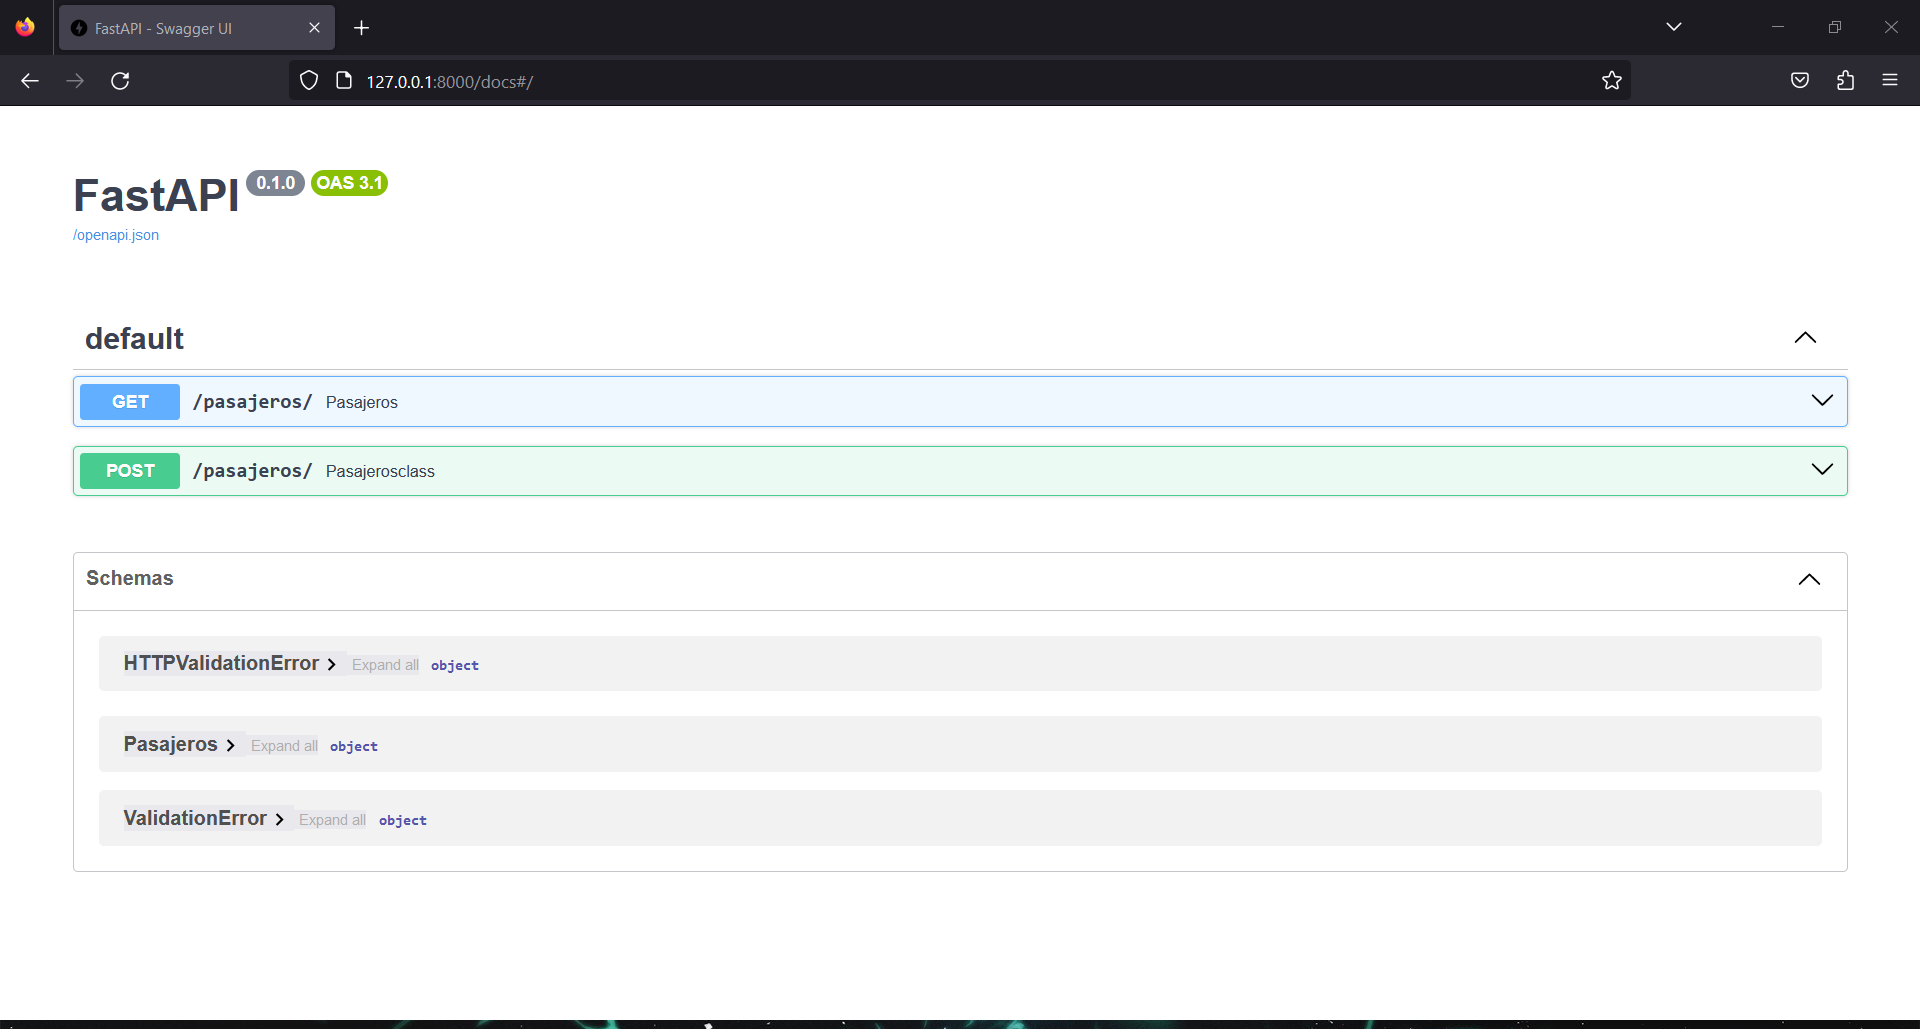 FastAPI - Swagger UI
127.0.0.1:8000/docs#/
FastAPI 0.1.0 OAS 3.1
/openapi.json
default
GET /pasajeros/ Pasajeros
POST /pasajeros/ Pasajerosclass
Schemas
HTTPValidationError Expand all object
Pasajeros Expand all object
ValidationError Expand all object